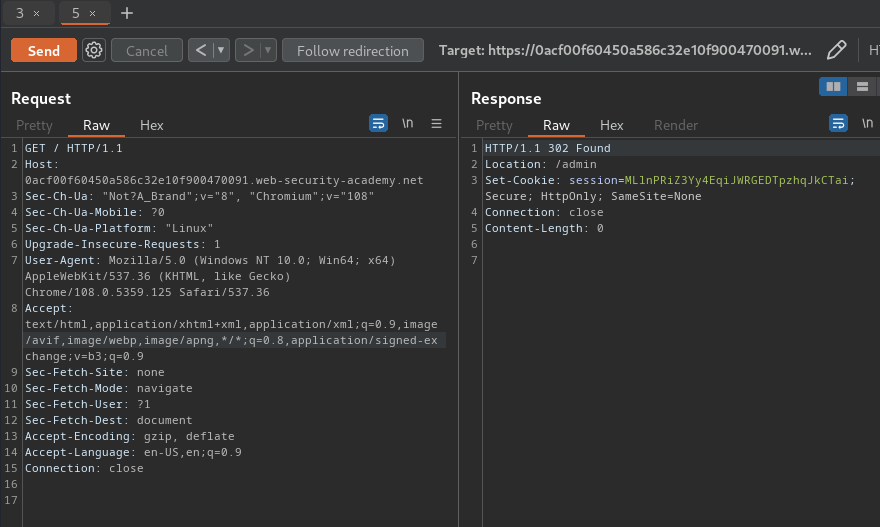 3 × 5 × +
Send Cancel < > Follow redirection Target: https://0acf00f60450a586c32e10f900470091.w...
Request
Pretty Raw Hex \n
1 GET / HTTP/1.1
2 Host:
0acf00f60450a586c32e10f900470091.web-security-academy.net
3 Sec-Ch-Ua: "Not?A_Brand";v="8", "Chromium";v="108"
4 Sec-Ch-Ua-Mobile: ?0
5 Sec-Ch-Ua-Platform: "Linux"
6 Upgrade-Insecure-Requests: 1
7 User-Agent: Mozilla/5.0 (Windows NT 10.0; Win64; x64)
AppleWebKit/537.36 (KHTML, like Gecko)
Chrome/108.0.5359.125 Safari/537.36
8 Accept:
text/html,application/xhtml+xml,application/xml;q=0.9,image
/avif,image/webp,image/apng,*/*;q=0.8,application/signed-ex
change;v=b3;q=0.9
9 Sec-Fetch-Site: none
10 Sec-Fetch-Mode: navigate
11 Sec-Fetch-User: ?1
12 Sec-Fetch-Dest: document
13 Accept-Encoding: gzip, deflate
14 Accept-Language: en-US,en;q=0.9
15 Connection: close
16
17
Response
Pretty Raw Hex Render \n
1 HTTP/1.1 302 Found
2 Location: /admin
3 Set-Cookie: session=MLlnPRiZ3Yy4EqiJWRGEDTpzhqJkCTai;
Secure; HttpOnly; SameSite=None
4 Connection: close
5 Content-Length: 0
6
7